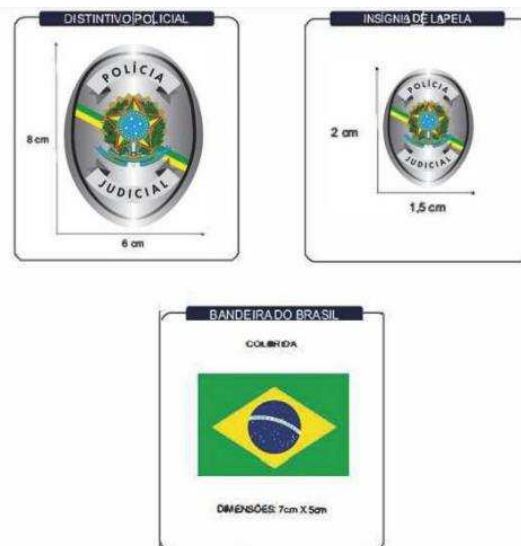 DISTINTIVO POLICIAL
POLÍCIA
JUDICIAL
8 cm
6 cm
INSÍGNIA DE LAPELA
POLÍCIA
JUDICIAL
2 cm
1,5 cm
BANDEIRA DO BRASIL
COLORIDA
DIMENSÕES: 7cm X 5cm